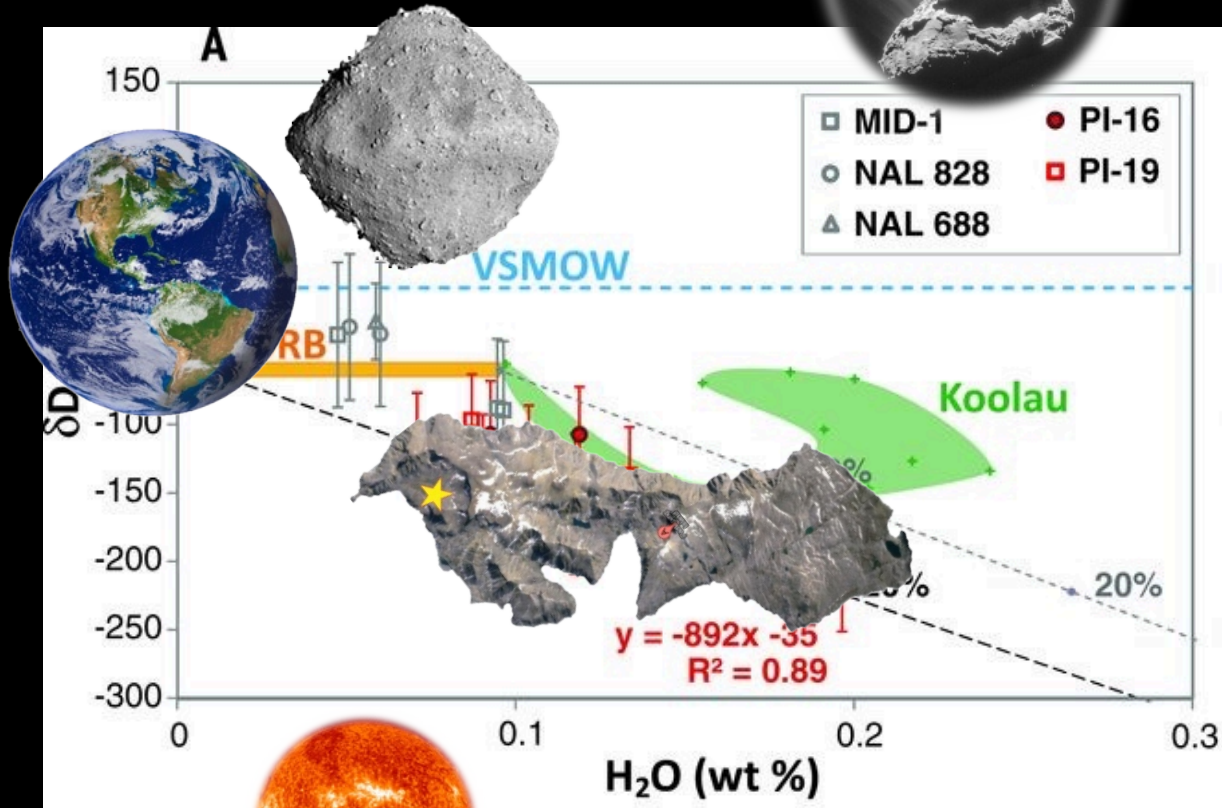 A
150
MID-1
PI-16
NAL 828
PI-19
NAL 688
VSMOW
RB
δD
-100
Koolau
-150
-200
20%
-250
y = -892x -35
R² = 0.89
-300
0
0.1
0.2
0.3
H₂O (wt %)